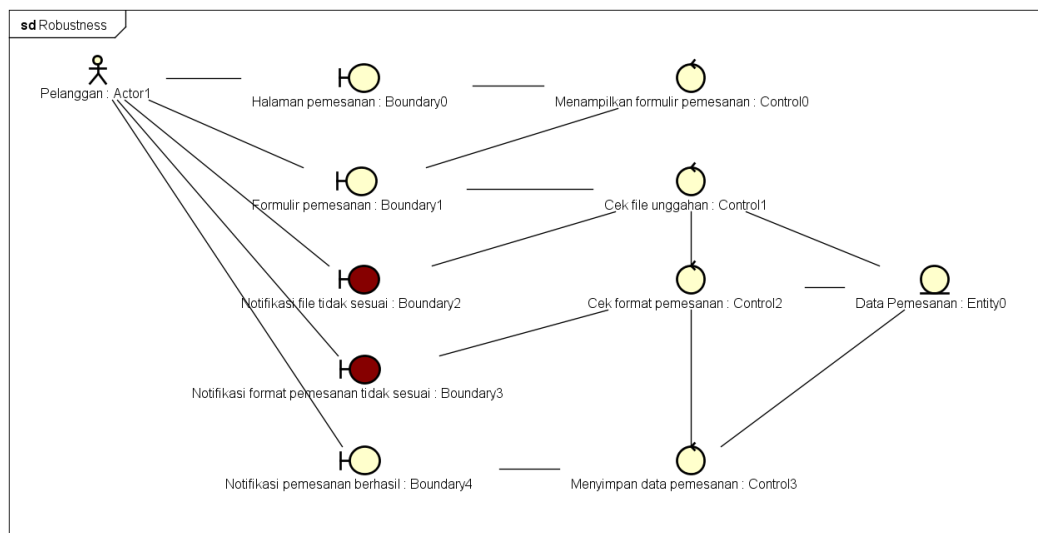 sd Robustness
Pelanggan : Actor1
Halaman pemesanan : Boundary0
Menampilkan formulir pemesanan : Control0
Formulir pemesanan : Boundary1
Cek file unggahan : Control1
Notifikasi file tidak sesuai : Boundary2
Cek format pemesanan : Control2
Data Pemesanan : Entity0
Notifikasi format pemesanan tidak sesuai : Boundary3
Notifikasi pemesanan berhasil : Boundary4
Menyimpan data pemesanan : Control3